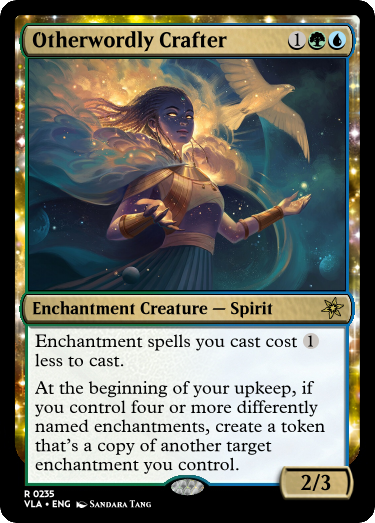 Otherwordly Crafter 1
Enchantment Creature — Spirit
Enchantment spells you cast cost 1
less to cast.
At the beginning of your upkeep, if
you control four or more differently
named enchantments, create a token
that's a copy of another target
enchantment you control.
2/3
R 0235
VLA • ENG Sandara Tang